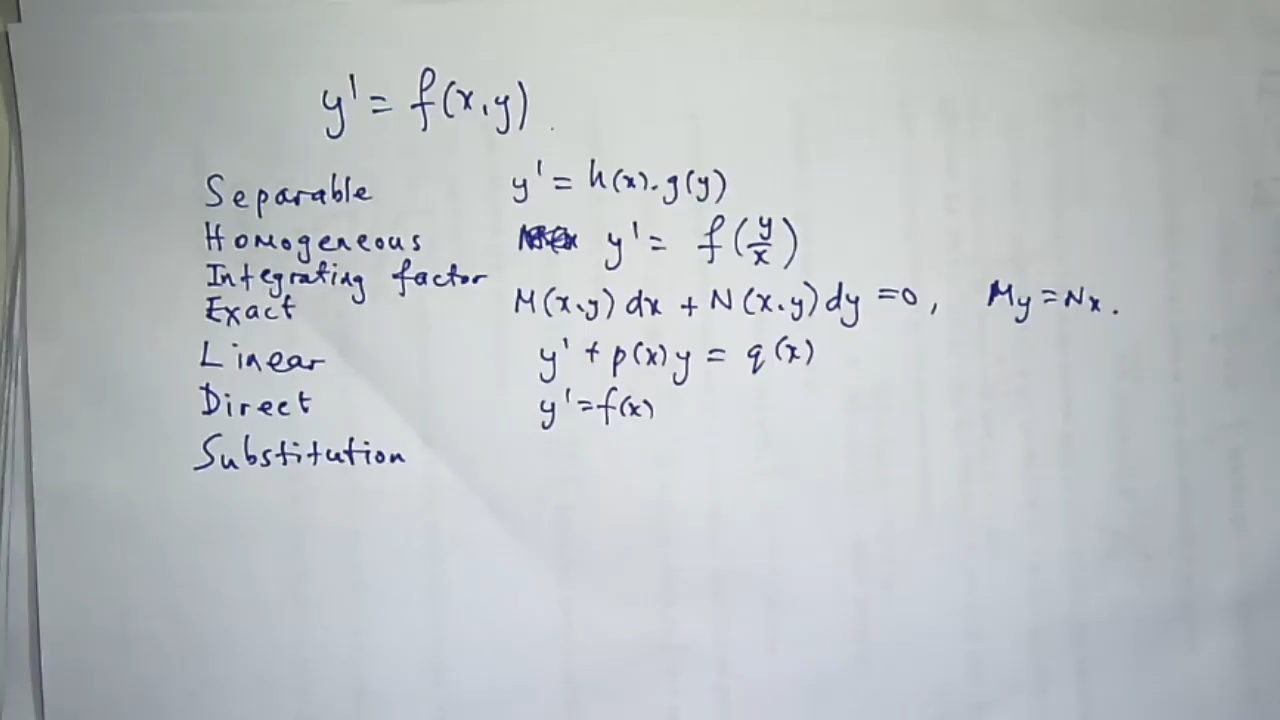 y' = f(x,y)
Separable y' = h(x).g(y)
Homogeneous y' = f(y/x)
Integrating factor
Exact M(x,y) dx + N(x,y) dy = 0, My = Nx.
Linear y' + p(x)y = q(x)
Direct y' = f(x)
Substitution